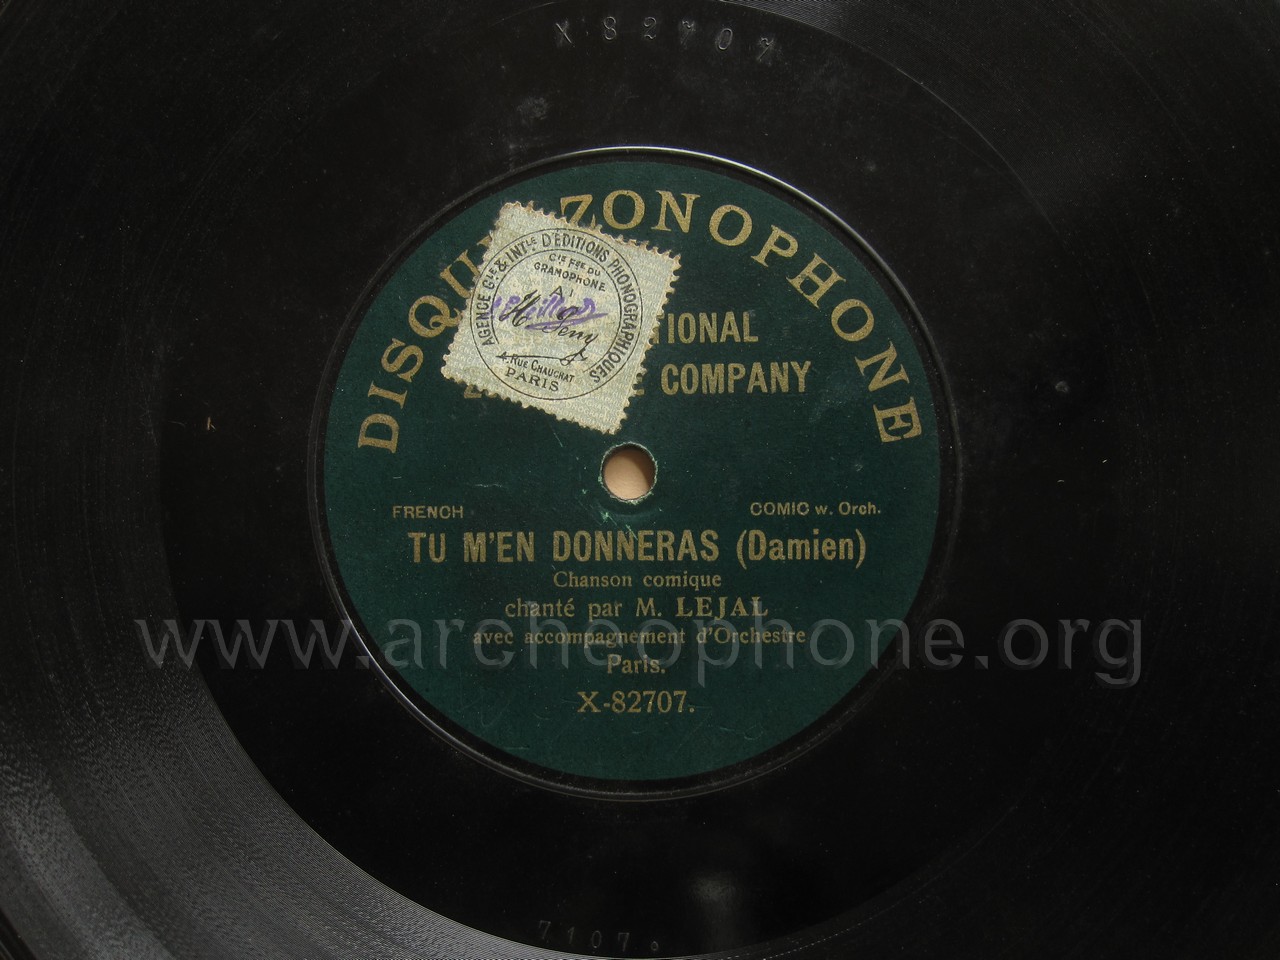 X 82707
DISQUE ZONOPHONE
AGENCE Gle & INTle D'ÉDITIONS PHONOGRAPHIQUES
Cie Fse DU
GRAMOPHONE
A 1
4, RUE CHAUCHAT
PARIS
TIONAL
E COMPANY
FRENCH COMIC w. Orch.
TU M'EN DONNERAS (Damien)
Chanson comique
chanté par M. LEJAL
avec accompagnement d'Orchestre
www.archeophone.org
Paris.
X-82707.
7107.